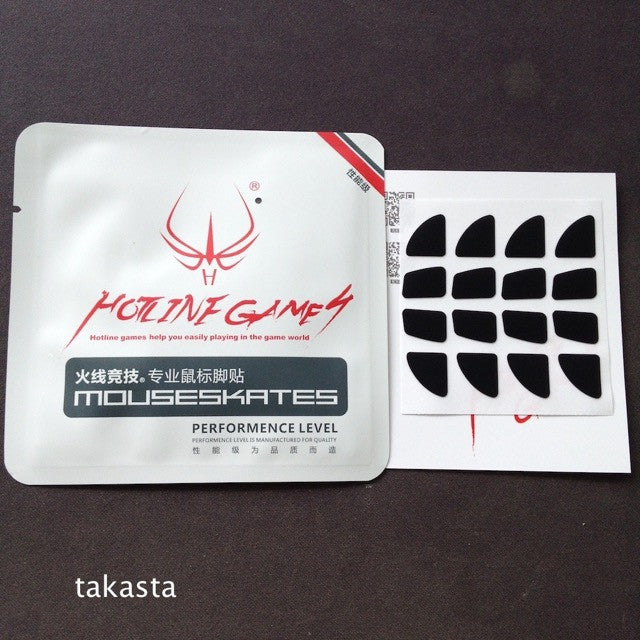 性能级
®
HOTLINE GAMES
Hotline games help you easily playing in the game world
火线竞技® 专业鼠标脚贴
MOUSESKATES
PERFORMENCE LEVEL
PERFORMENCE LEVEL IS MANUFACTURED FOR QUALITY
性能级为品质而造
takasta